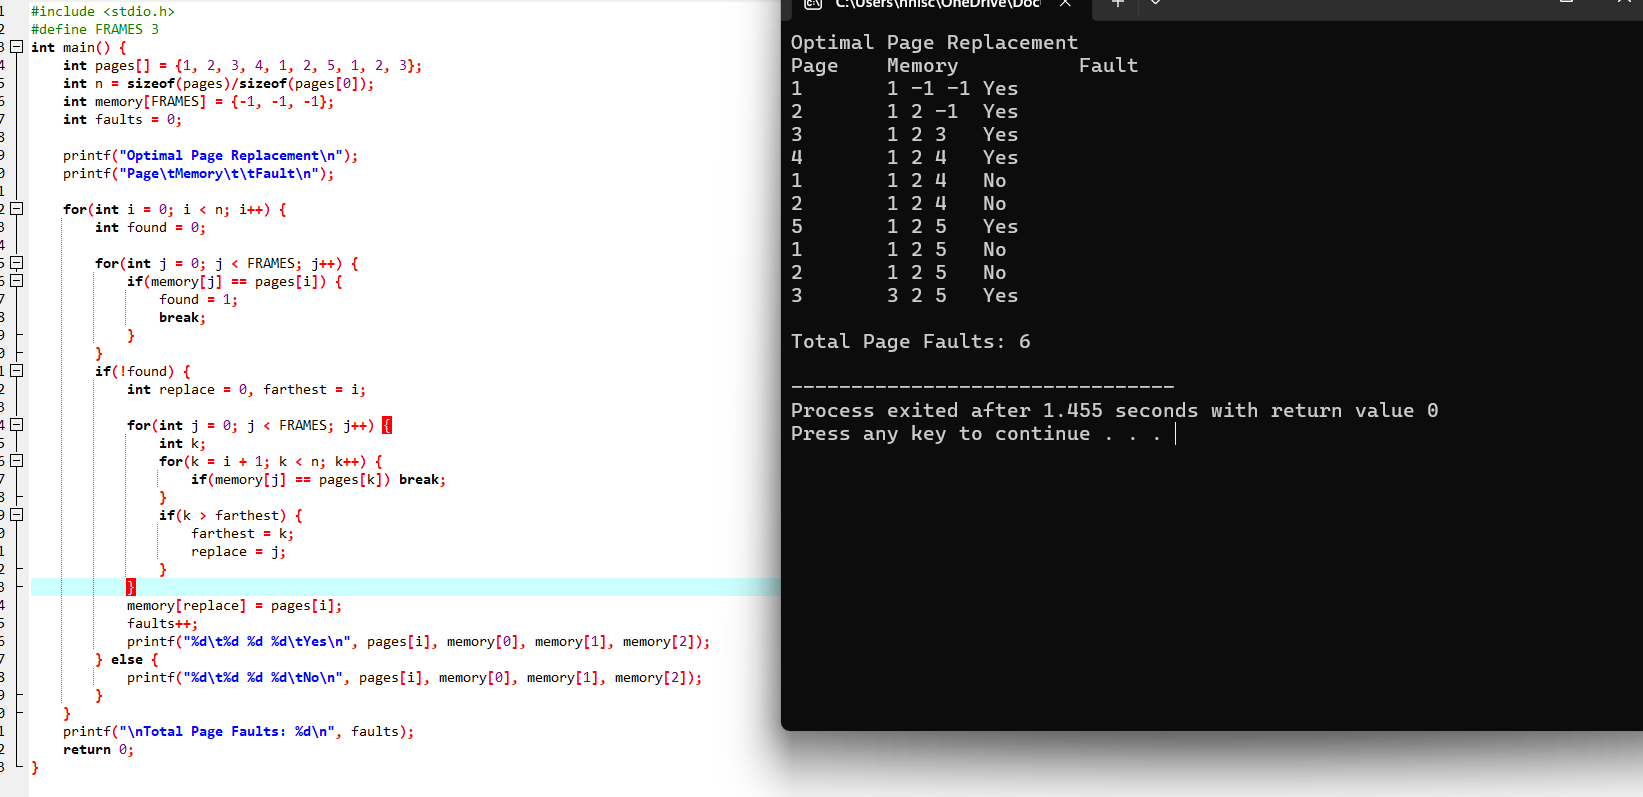 #include <stdio.h>
#define FRAMES 3
int main() {
int pages[] = {1, 2, 3, 4, 1, 2, 5, 1, 2, 3};
int n = sizeof(pages)/sizeof(pages[0]);
int memory[FRAMES] = {-1, -1, -1};
int faults = 0;
printf("Optimal Page Replacement\n");
printf("Page\tMemory\t\tFault\n");
for(int i = 0; i < n; i++) {
int found = 0;
for(int j = 0; j < FRAMES; j++) {
if(memory[j] == pages[i]) {
found = 1;
break;
}
}
if(!found) {
int replace = 0, farthest = i;
for(int j = 0; j < FRAMES; j++) {
int k;
for(k = i + 1; k < n; k++) {
if(memory[j] == pages[k]) break;
}
if(k > farthest) {
farthest = k;
replace = j;
}
}
memory[replace] = pages[i];
faults++;
printf("%d\t%d %d %d\tYes\n", pages[i], memory[0], memory[1], memory[2]);
} else {
printf("%d\t%d %d %d\tNo\n", pages[i], memory[0], memory[1], memory[2]);
}
}
printf("\nTotal Page Faults: %d\n", faults);
return 0;
}
Optimal Page Replacement
Page Memory Fault
1 1 -1 -1 Yes
2 1 2 -1 Yes
3 1 2 3 Yes
4 1 2 4 Yes
1 1 2 4 No
2 1 2 4 No
5 1 2 5 Yes
1 1 2 5 No
2 1 2 5 No
3 3 2 5 Yes
Total Page Faults: 6
--------------------------------
Process exited after 1.455 seconds with return value 0
Press any key to continue . . .